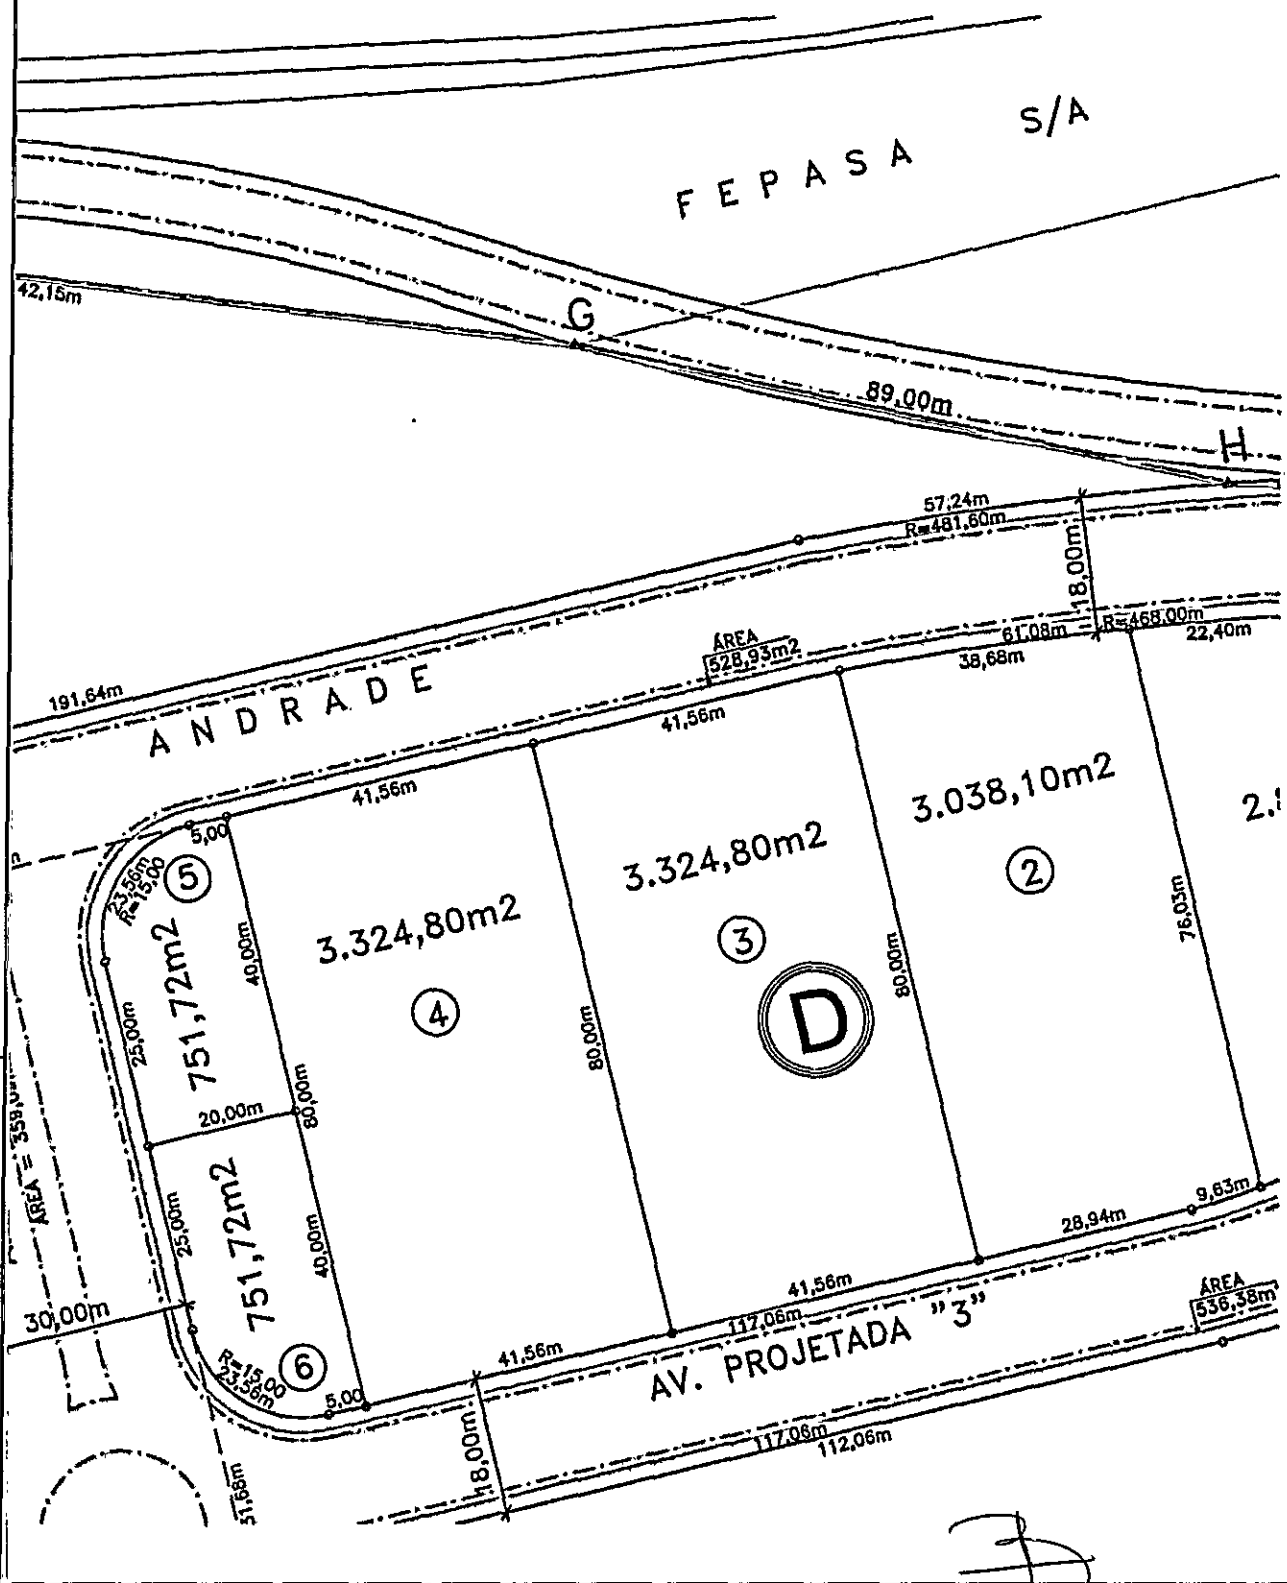 S/A
FEPASA
42,15m
G
89,00m
H
57,24m
R=481,60m
18,00m
ÁREA
528,93m2
61,08m
R=468,00m
38,68m
22,40m
191,64m
ANDRADE
41,56m
41,56m
5,00
23,56m
R=15,00
5
751,72m2
40,00m
3.324,80m2
4
3.324,80m2
3
3.038,10m2
2
D
76,03m
80,00m
80,00m
80,00m
25,00m
20,00m
25,00m
751,72m2
40,00m
R=15,00
23,56m
6
5,00
30,00m
41,56m
41,56m
117,06m
28,94m
9,63m
AV. PROJETADA "3"
ÁREA
536,38m
18,00m
117,06m
112,06m